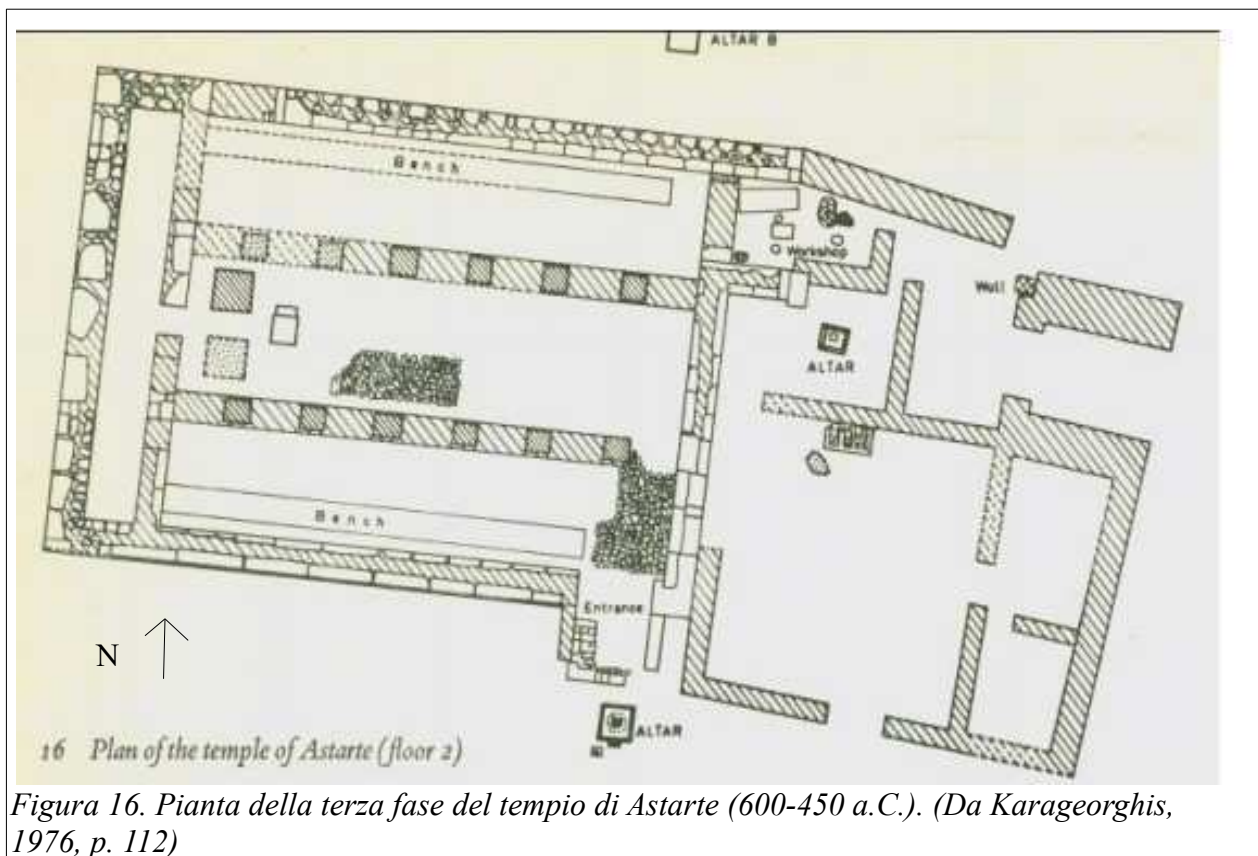 ALTAR B
Bench
Workshop
Well
ALTAR
Bench
Entrance
N
ALTAR
16 Plan of the temple of Astarte (floor 2)
Figura 16. Pianta della terza fase del tempio di Astarte (600-450 a.C.). (Da Karageorghis,
1976, p. 112)